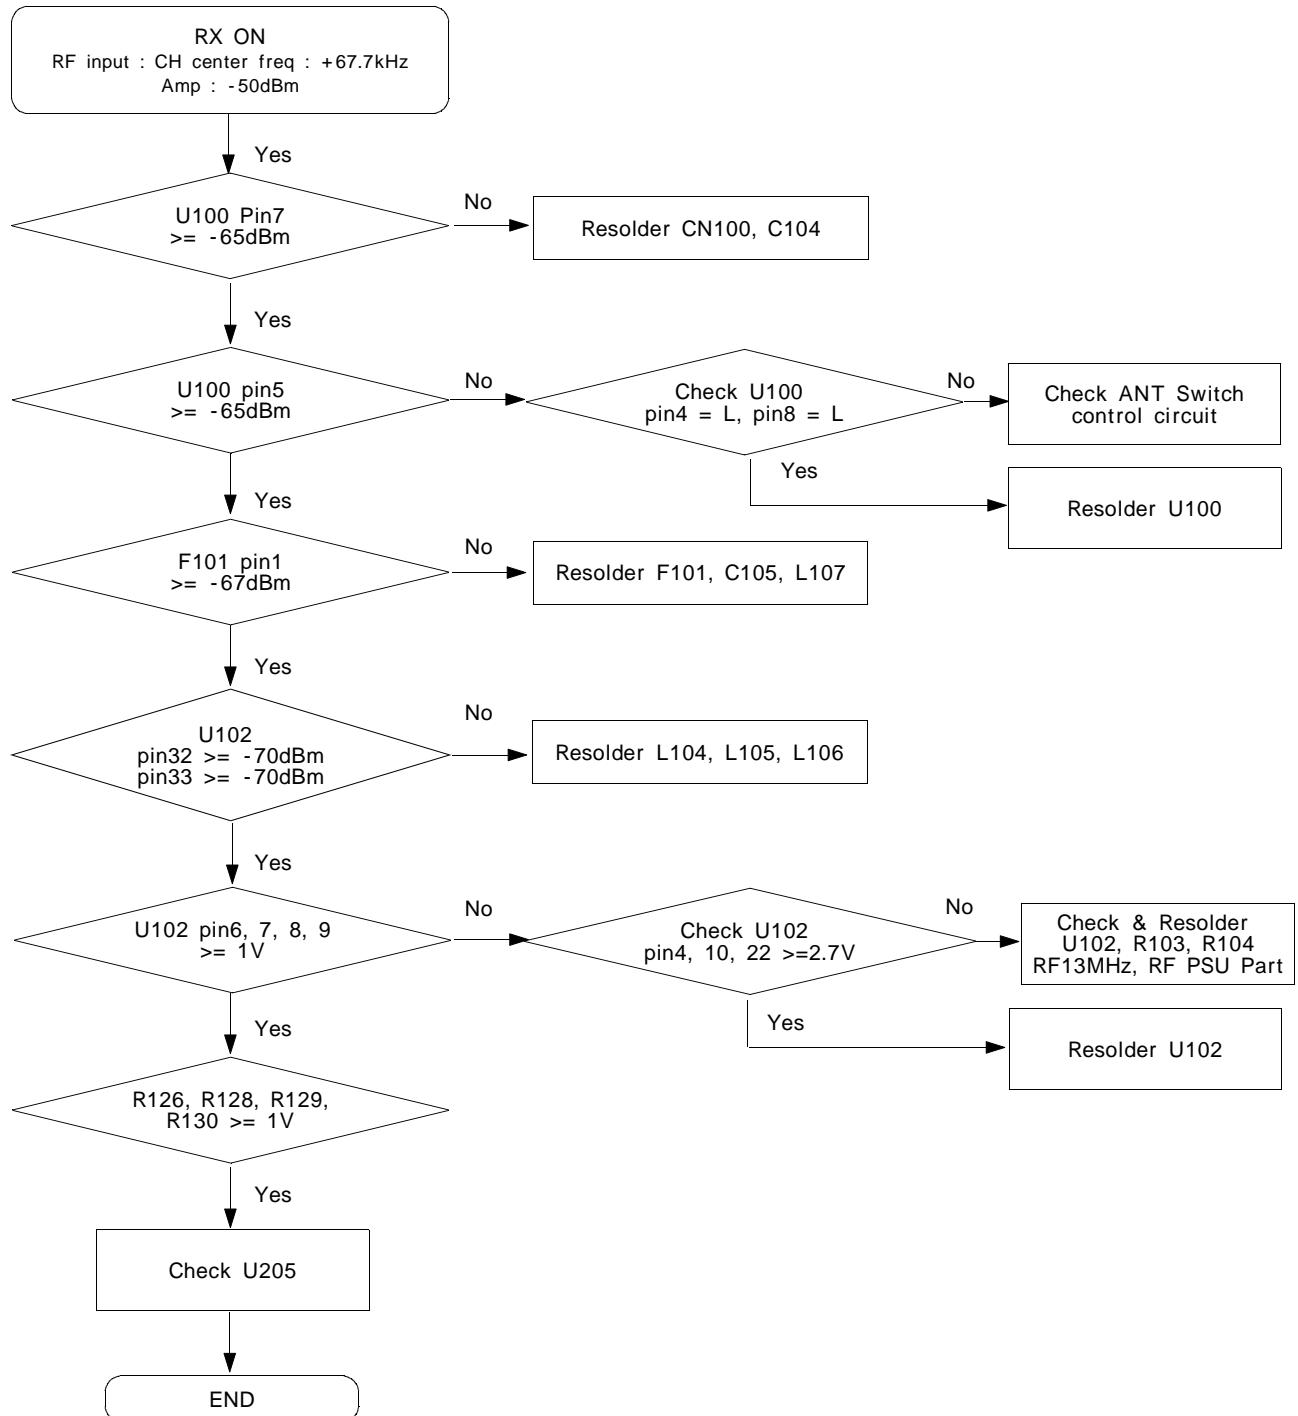 RX ON
RF input : CH center freq : +67.7kHz
Amp : -50dBm
Yes
U100 Pin7
>= -65dBm
No
Resolder CN100, C104
Yes
U100 pin5
>= -65dBm
No
Check U100
pin4 = L, pin8 = L
No
Check ANT Switch
control circuit
Yes
Resolder U100
Yes
F101 pin1
>= -67dBm
No
Resolder F101, C105, L107
Yes
U102
pin32 >= -70dBm
pin33 >= -70dBm
No
Resolder L104, L105, L106
Yes
U102 pin6, 7, 8, 9
>= 1V
No
Check U102
pin4, 10, 22 >=2.7V
No
Check & Resolder
U102, R103, R104
RF13MHz, RF PSU Part
Yes
Resolder U102
Yes
R126, R128, R129,
R130 >= 1V
Yes
Check U205
END